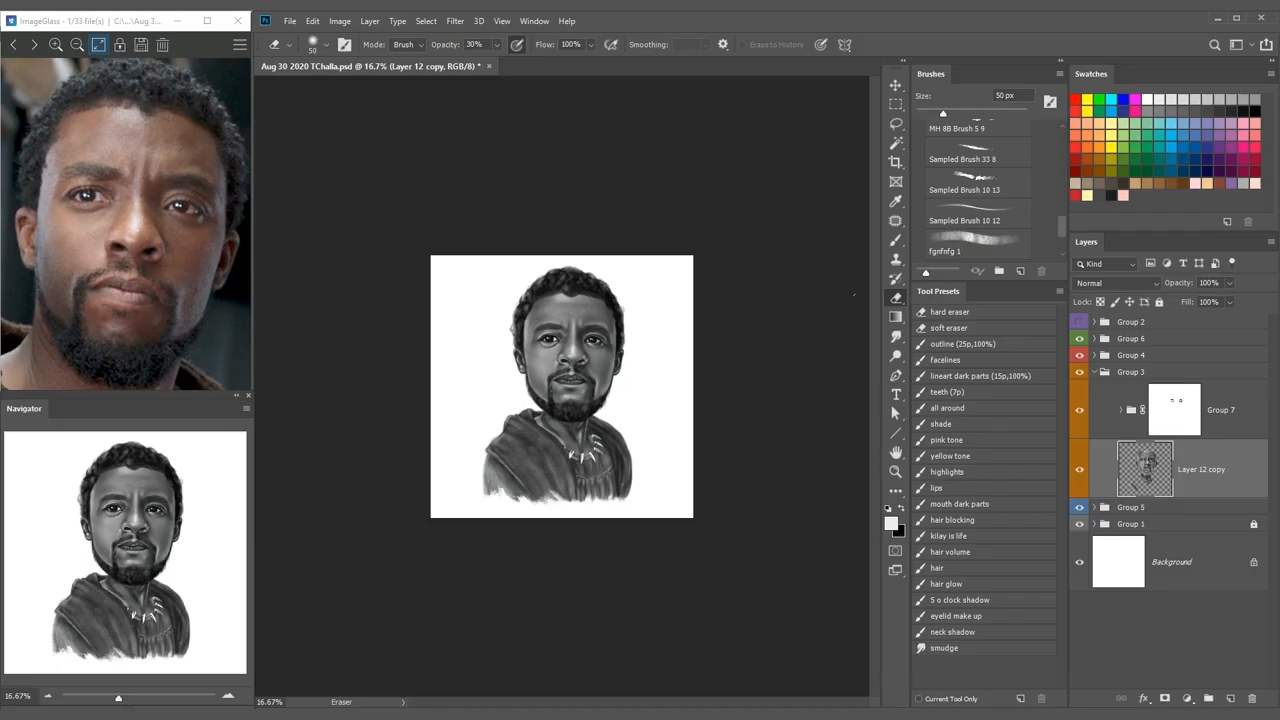 ImageGlass - 1/33 file(s) | C:\...\Aug 3...
File Edit Image Layer Type Select Filter 3D View Window Help
50 Mode: Brush Opacity: 30% Flow: 100% Smoothing: Erase to History
Aug 30 2020 TChalla.psd @ 16.7% (Layer 12 copy, RGB/8) *
Brushes
Size: 50 px
MH 8B Brush 5 9
Sampled Brush 33 8
Sampled Brush 10 13
Sampled Brush 10 12
fgnfnfg 1
Tool Presets
hard eraser
soft eraser
outline (25p,100%)
facelines
lineart dark parts (15p,100%)
teeth (7p)
all around
shade
pink tone
yellow tone
highlights
lips
mouth dark parts
hair blocking
kilay is life
hair volume
hair
hair glow
5 o clock shadow
eyelid make up
neck shadow
smudge
Current Tool Only
Swatches
Layers
Kind
Normal Opacity: 100%
Lock: Fill: 100%
Group 2
Group 6
Group 4
Group 3
Group 7
Layer 12 copy
Group 5
Group 1
Background
Navigator
16.67%
16.67% Eraser